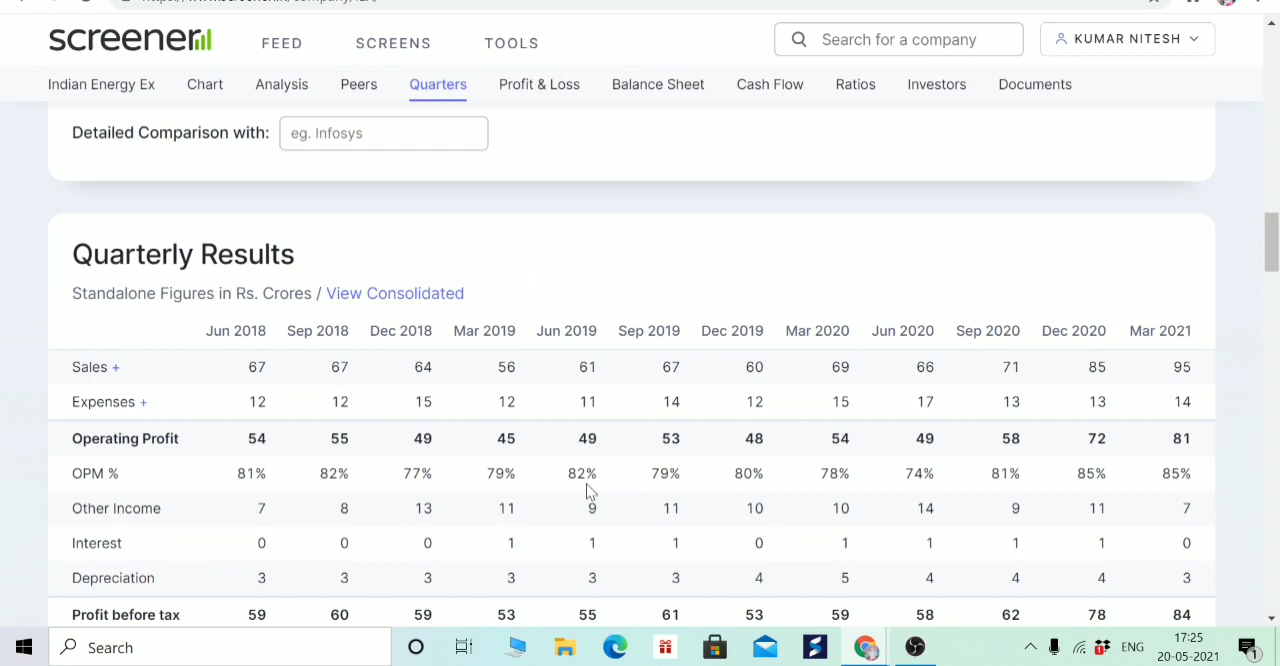 screener
FEED SCREENS TOOLS
Search for a company
KUMAR NITESH
Indian Energy Ex Chart Analysis Peers Quarters Profit & Loss Balance Sheet Cash Flow Ratios Investors Documents
Detailed Comparison with: eg. Infosys
Quarterly Results
Standalone Figures in Rs. Crores / View Consolidated
Jun 2018 Sep 2018 Dec 2018 Mar 2019 Jun 2019 Sep 2019 Dec 2019 Mar 2020 Jun 2020 Sep 2020 Dec 2020 Mar 2021
Sales + 67 67 64 56 61 67 60 69 66 71 85 95
Expenses + 12 12 15 12 11 14 12 15 17 13 13 14
Operating Profit 54 55 49 45 49 53 48 54 49 58 72 81
OPM % 81% 82% 77% 79% 82% 79% 80% 78% 74% 81% 85% 85%
Other Income 7 8 13 11 9 11 10 10 14 9 11 7
Interest 0 0 0 1 1 1 0 1 1 1 1 0
Depreciation 3 3 3 3 3 3 4 5 4 4 4 3
Profit before tax 59 60 59 53 55 61 53 59 58 62 78 84
Search
ENG
17:25
20-05-2021
1